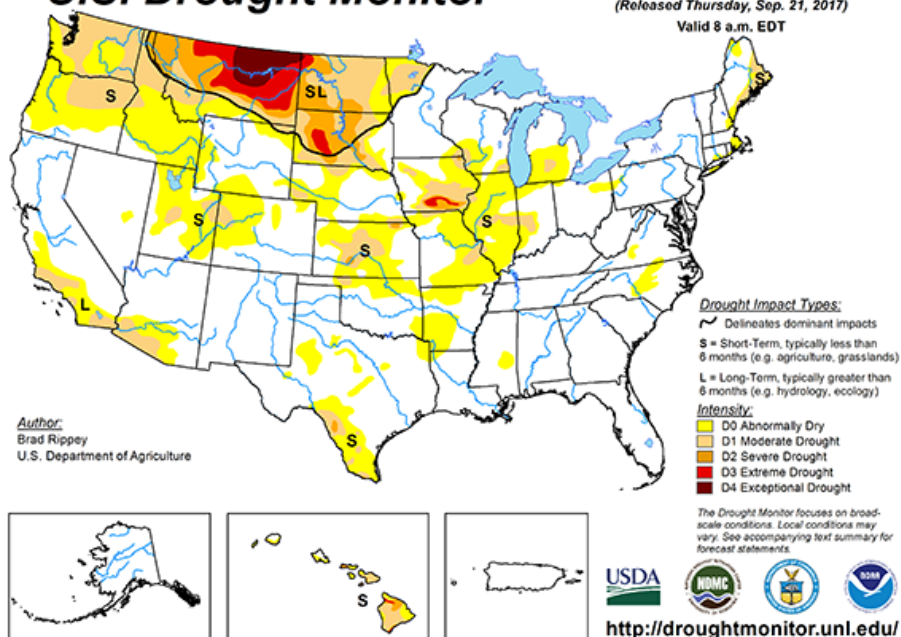 U.S. Drought Monitor
(Released Thursday, Sep. 21, 2017)
Valid 8 a.m. EDT
S
SL
S
S
S
S
L
S
S
Drought Impact Types:
Delineates dominant impacts
S = Short-Term, typically less than
6 months (e.g. agriculture, grasslands)
L = Long-Term, typically greater than
6 months (e.g. hydrology, ecology)
Intensity:
D0 Abnormally Dry
D1 Moderate Drought
D2 Severe Drought
D3 Extreme Drought
D4 Exceptional Drought
Author:
Brad Rippey
U.S. Department of Agriculture
The Drought Monitor focuses on broad-
scale conditions. Local conditions may
vary. See accompanying text summary for
forecast statements.
USDA
NDMC
NOAA
http://droughtmonitor.unl.edu/